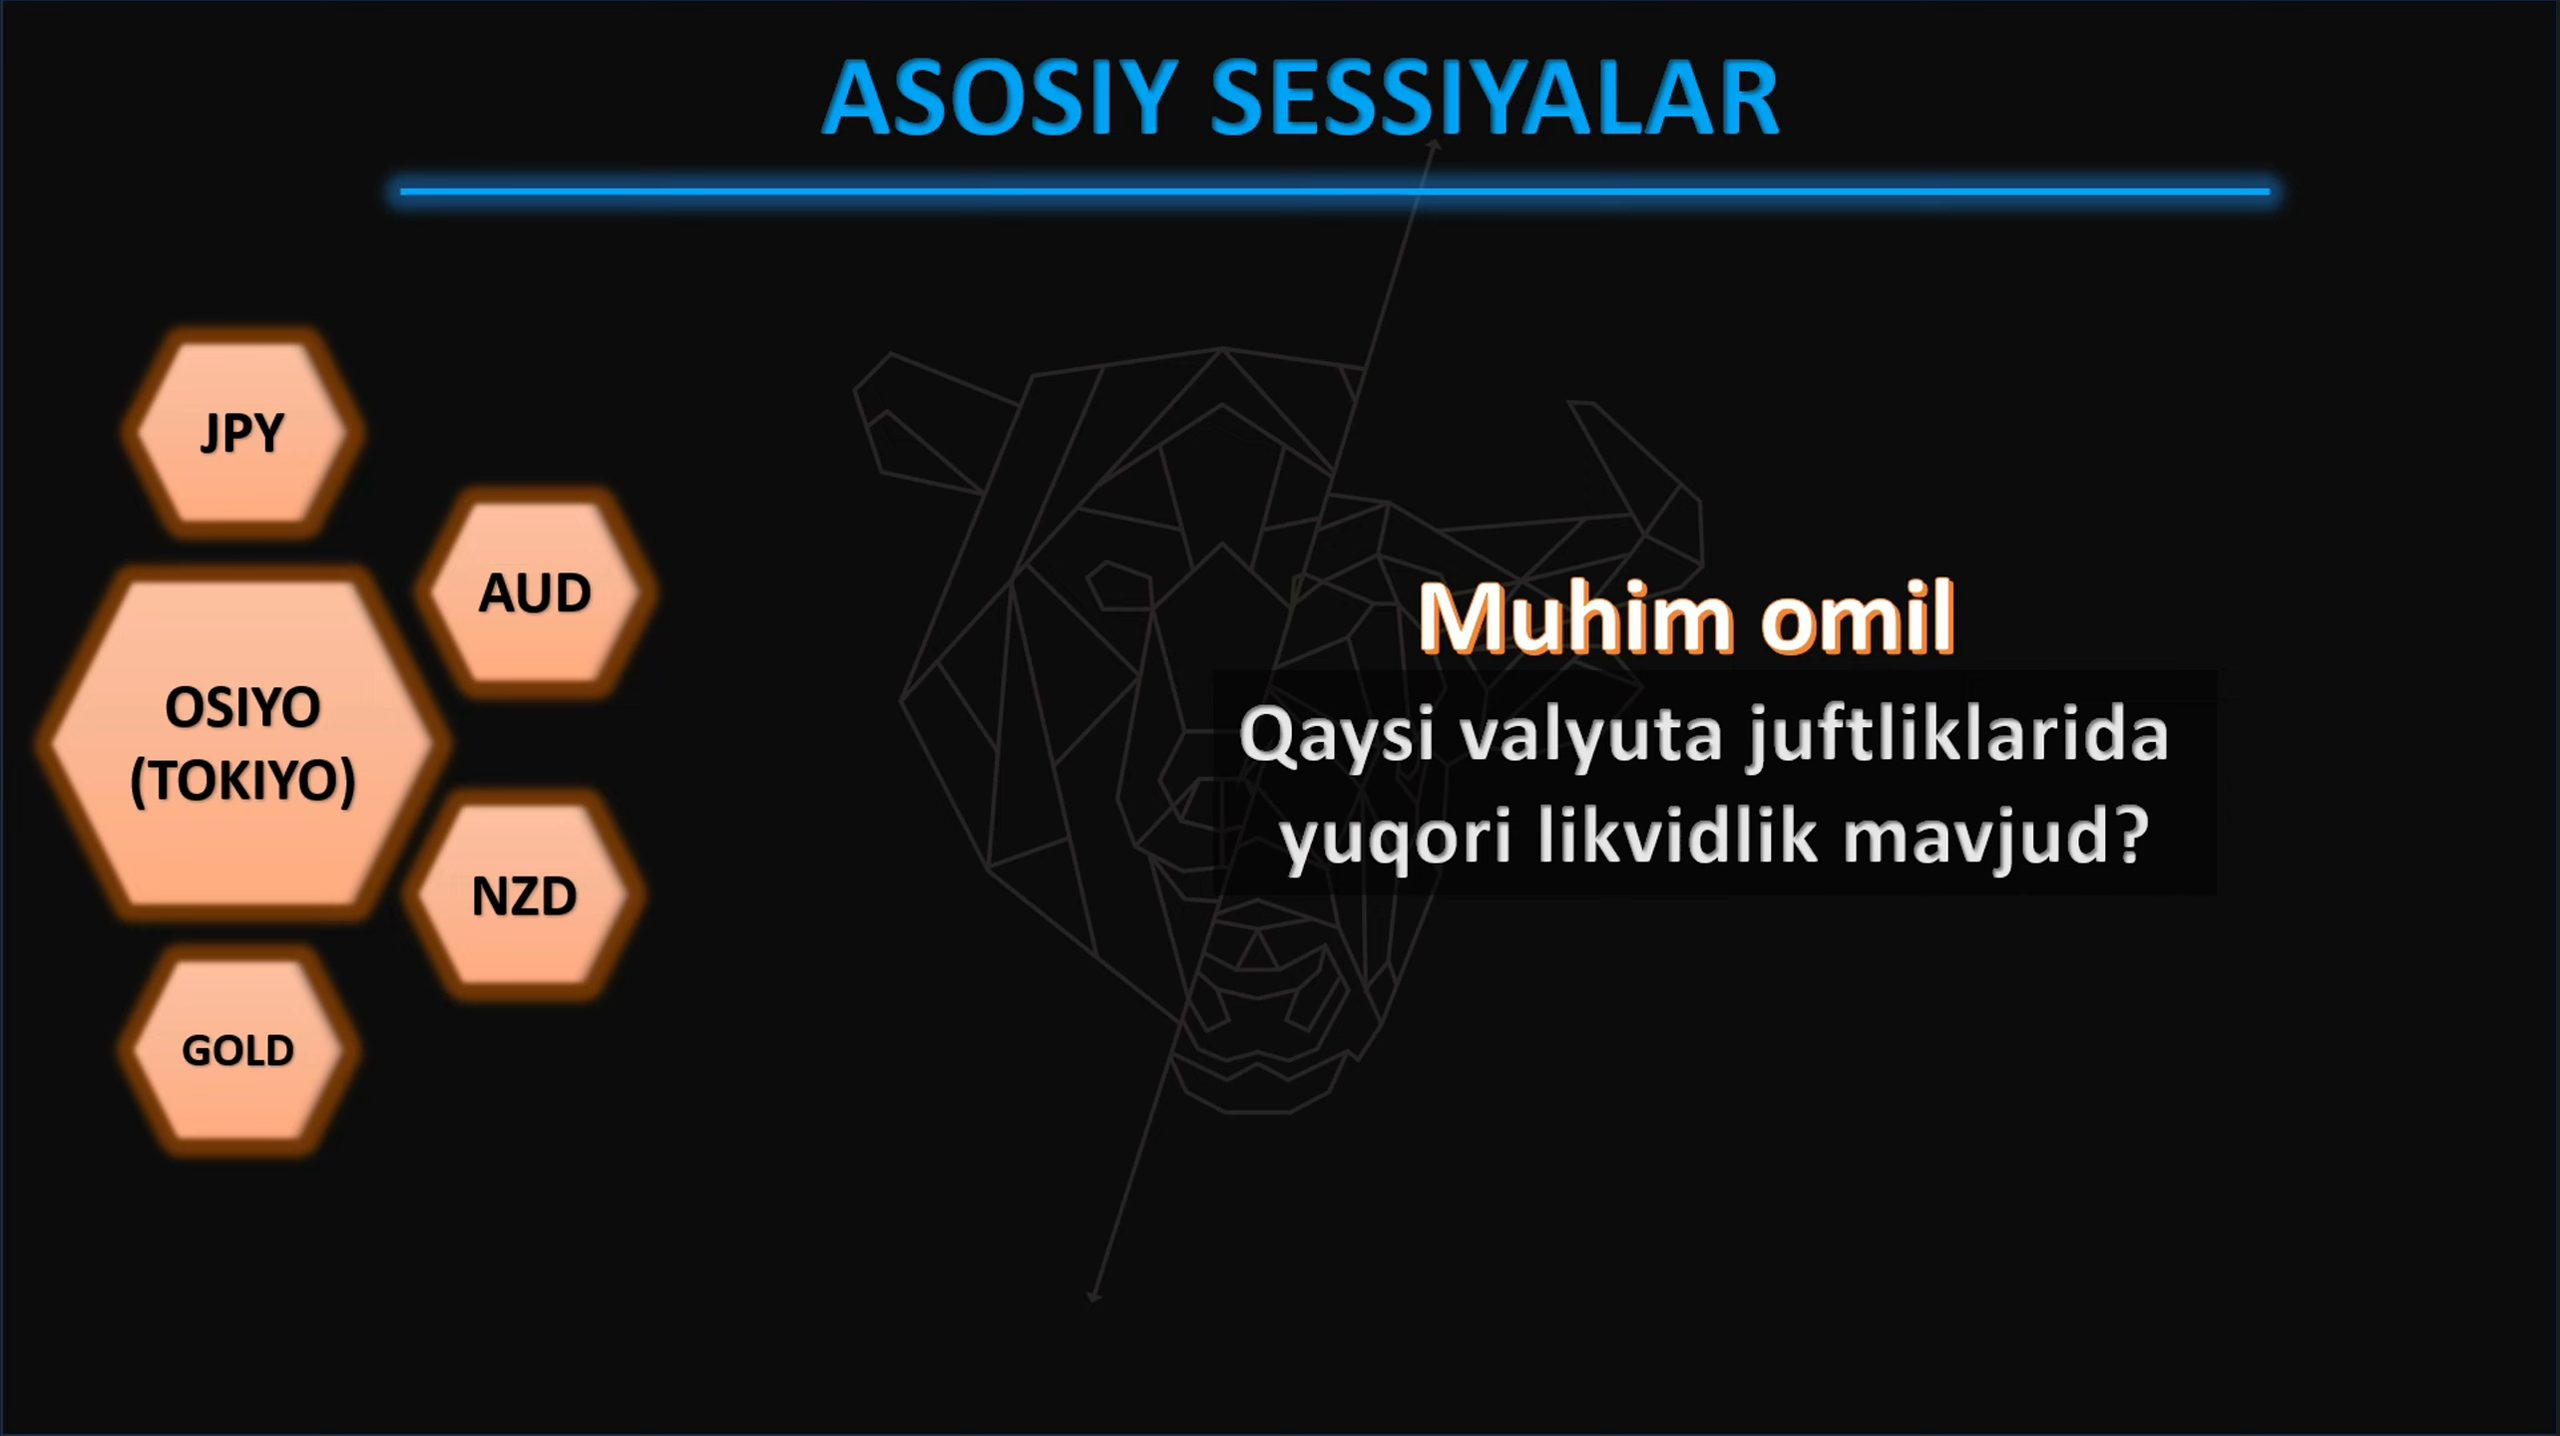 ASOSIY SESSIYALAR
JPY
AUD
OSIYO
(TOKIYO)
NZD
GOLD
Muhim omil
Qaysi valyuta juftliklarida
yuqori likvidlik mavjud?